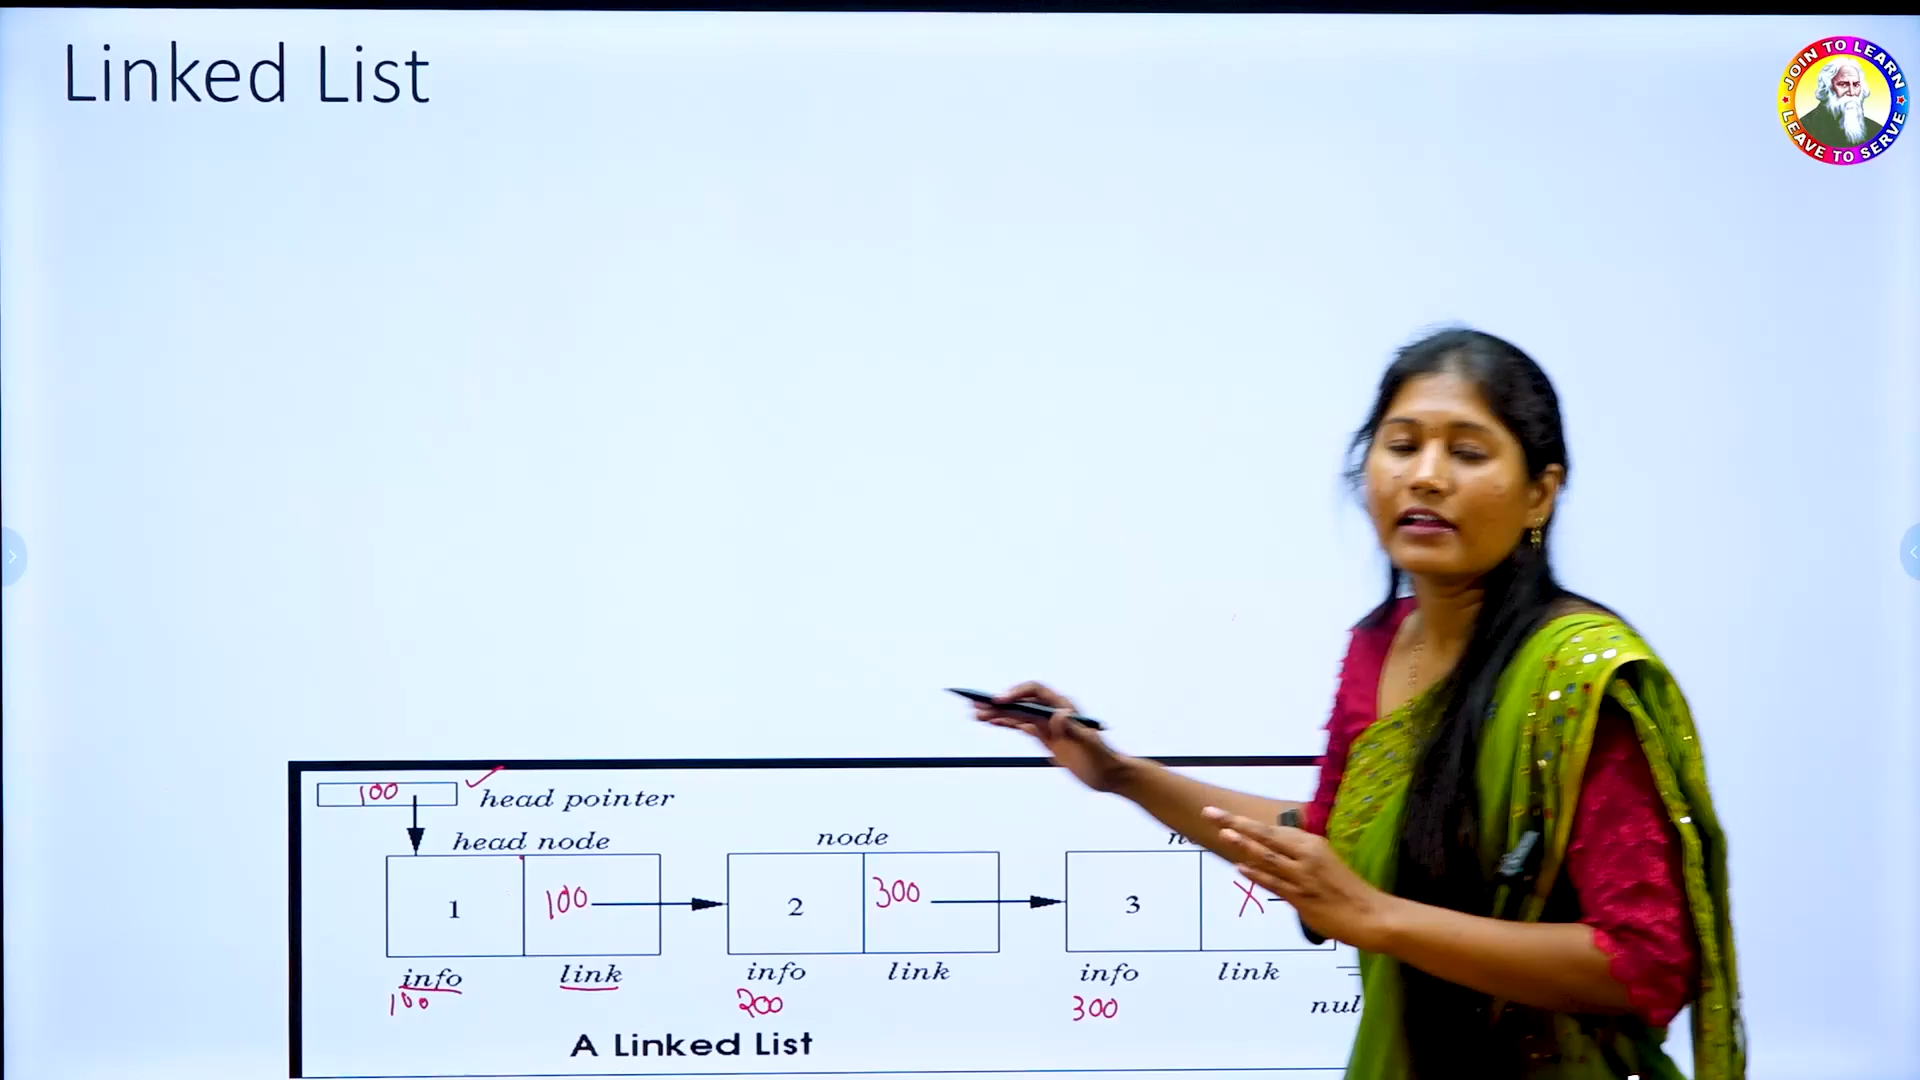 Linked List
JOIN TO LEARN
LEAVE TO SERVE
100
head pointer
head node
node
1
100
2
300
3
X
info
link
info
link
info
link
100
200
300
nul
A Linked List